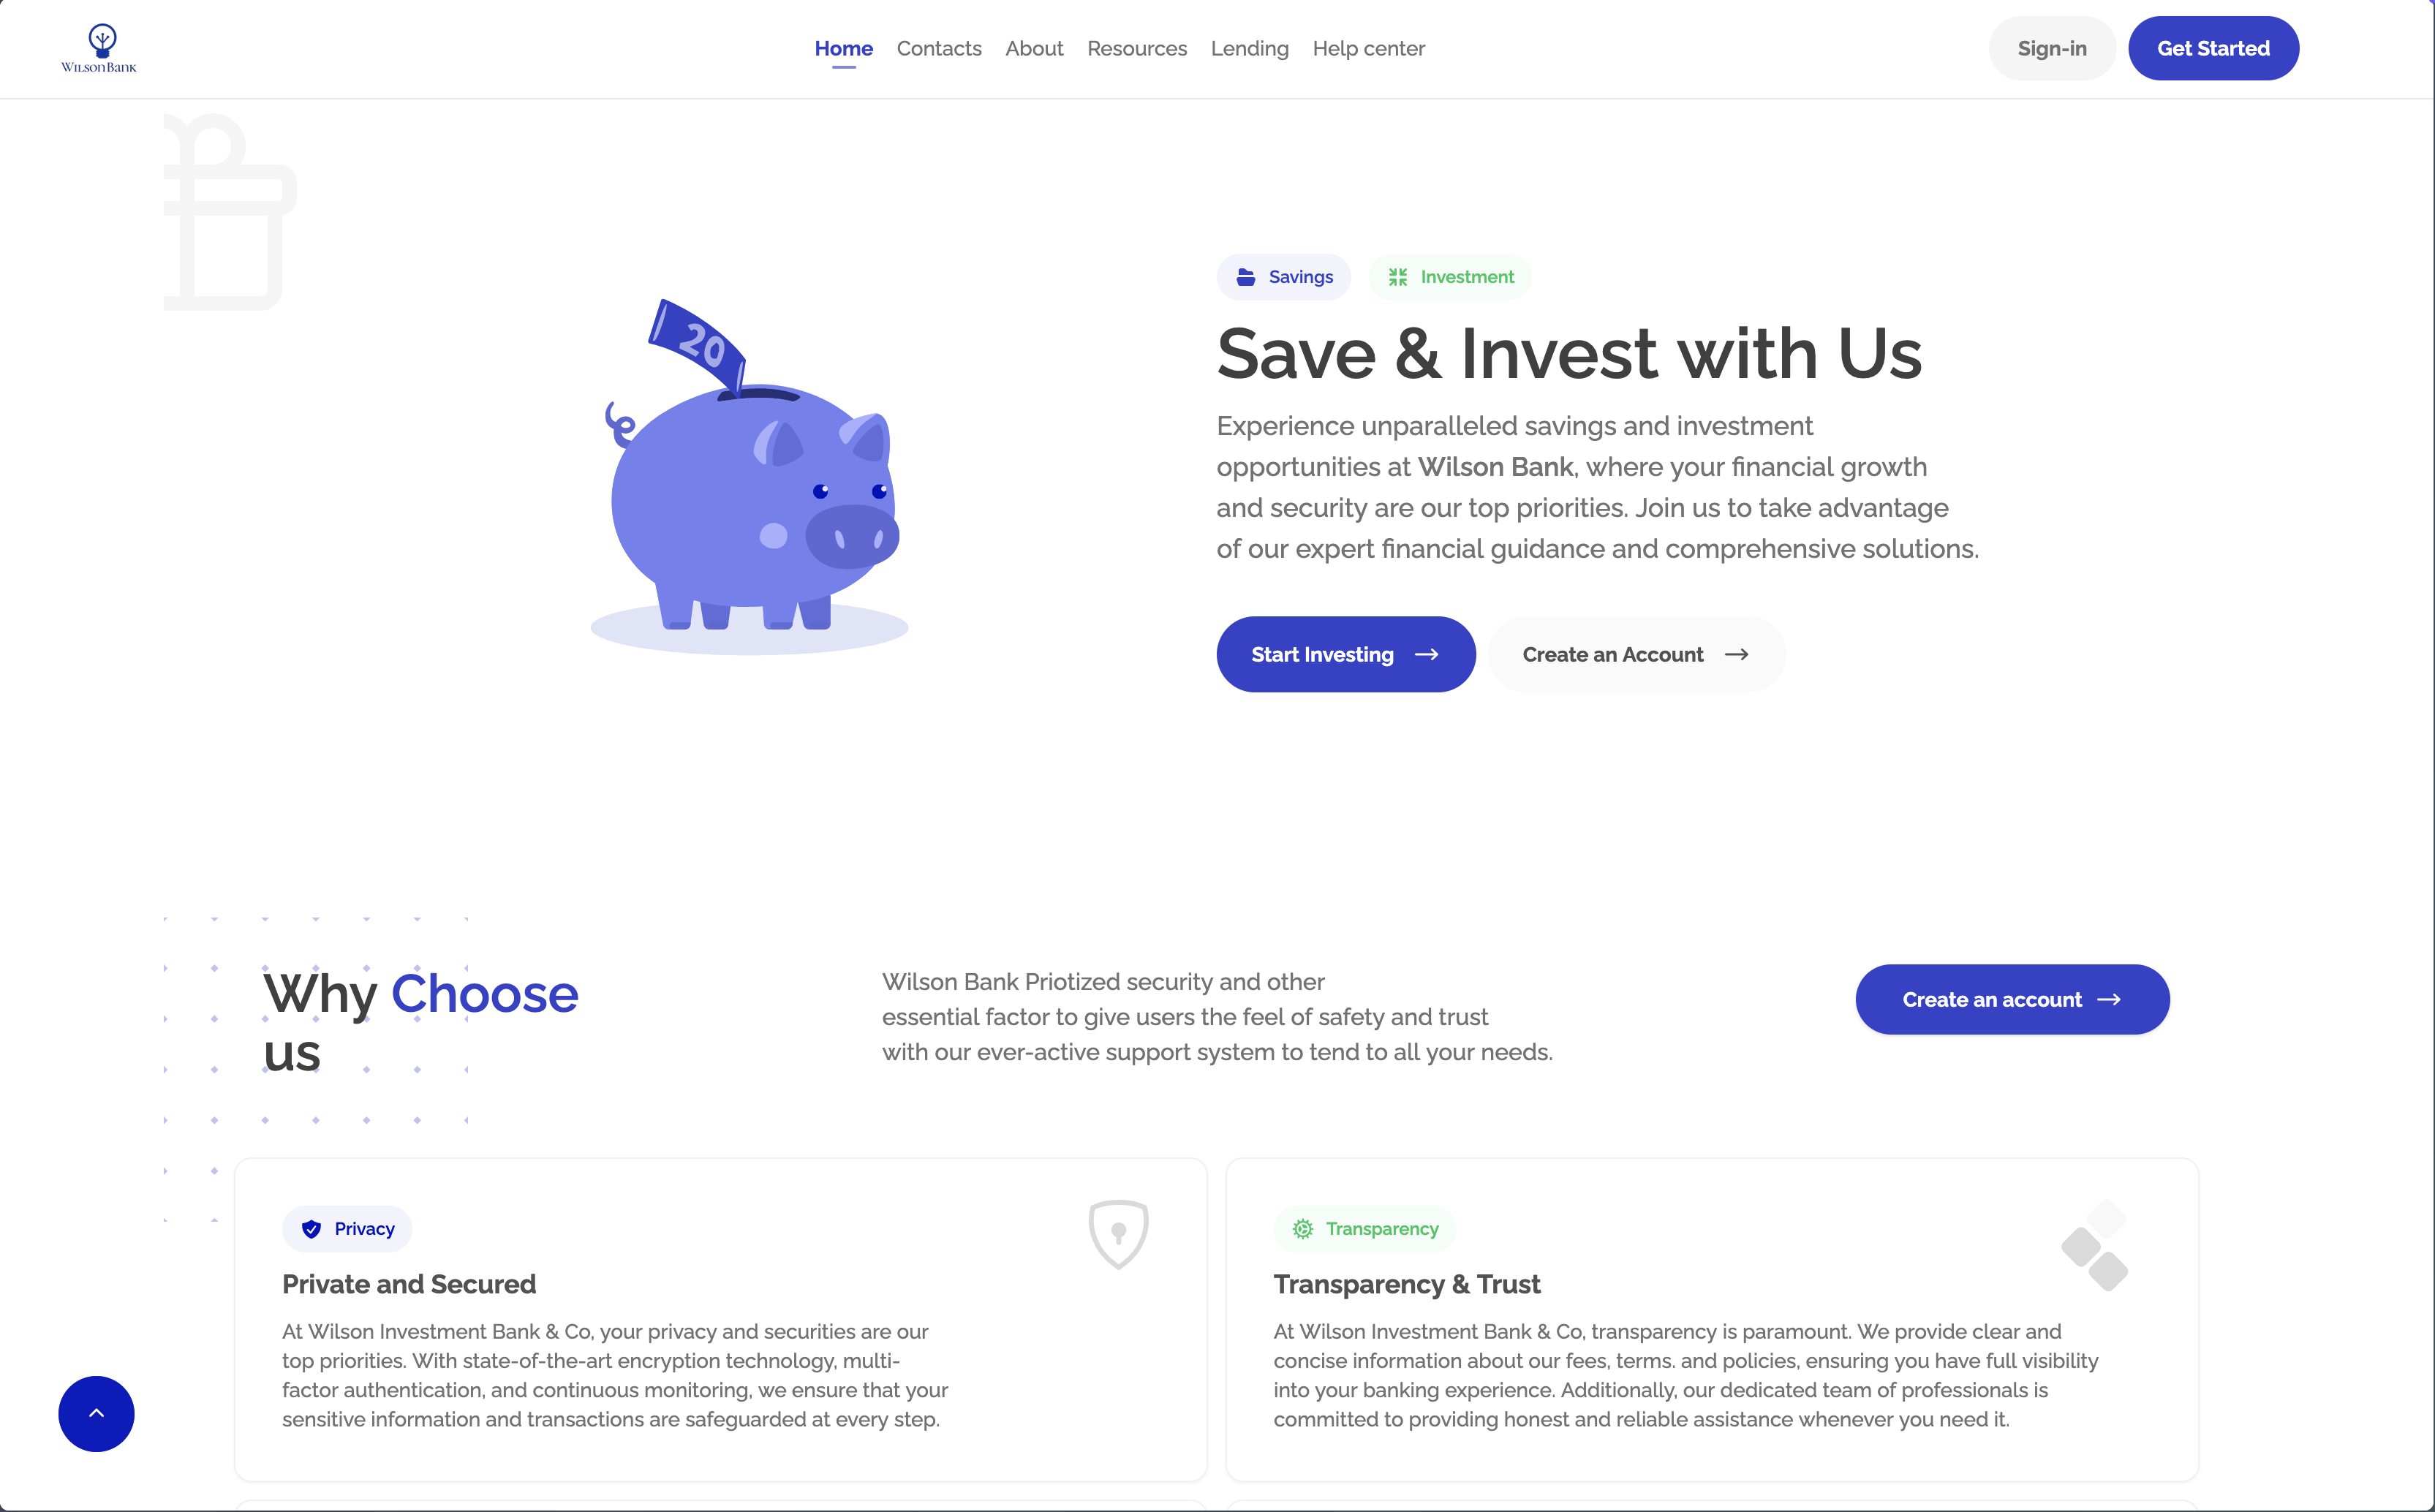 WilsonBank
Home Contacts About Resources Lending Help center
Sign-in Get Started
20
Savings Investment
Save & Invest with Us
Experience unparalleled savings and investment
opportunities at Wilson Bank, where your financial growth
and security are our top priorities. Join us to take advantage
of our expert financial guidance and comprehensive solutions.
Start Investing → Create an Account →
Why Choose
us
Wilson Bank Priotized security and other
essential factor to give users the feel of safety and trust
with our ever-active support system to tend to all your needs.
Create an account →
Privacy
Private and Secured
At Wilson Investment Bank & Co, your privacy and securities are our
top priorities. With state-of-the-art encryption technology, multi-
factor authentication, and continuous monitoring, we ensure that your
sensitive information and transactions are safeguarded at every step.
Transparency
Transparency & Trust
At Wilson Investment Bank & Co, transparency is paramount. We provide clear and
concise information about our fees, terms. and policies, ensuring you have full visibility
into your banking experience. Additionally, our dedicated team of professionals is
committed to providing honest and reliable assistance whenever you need it.